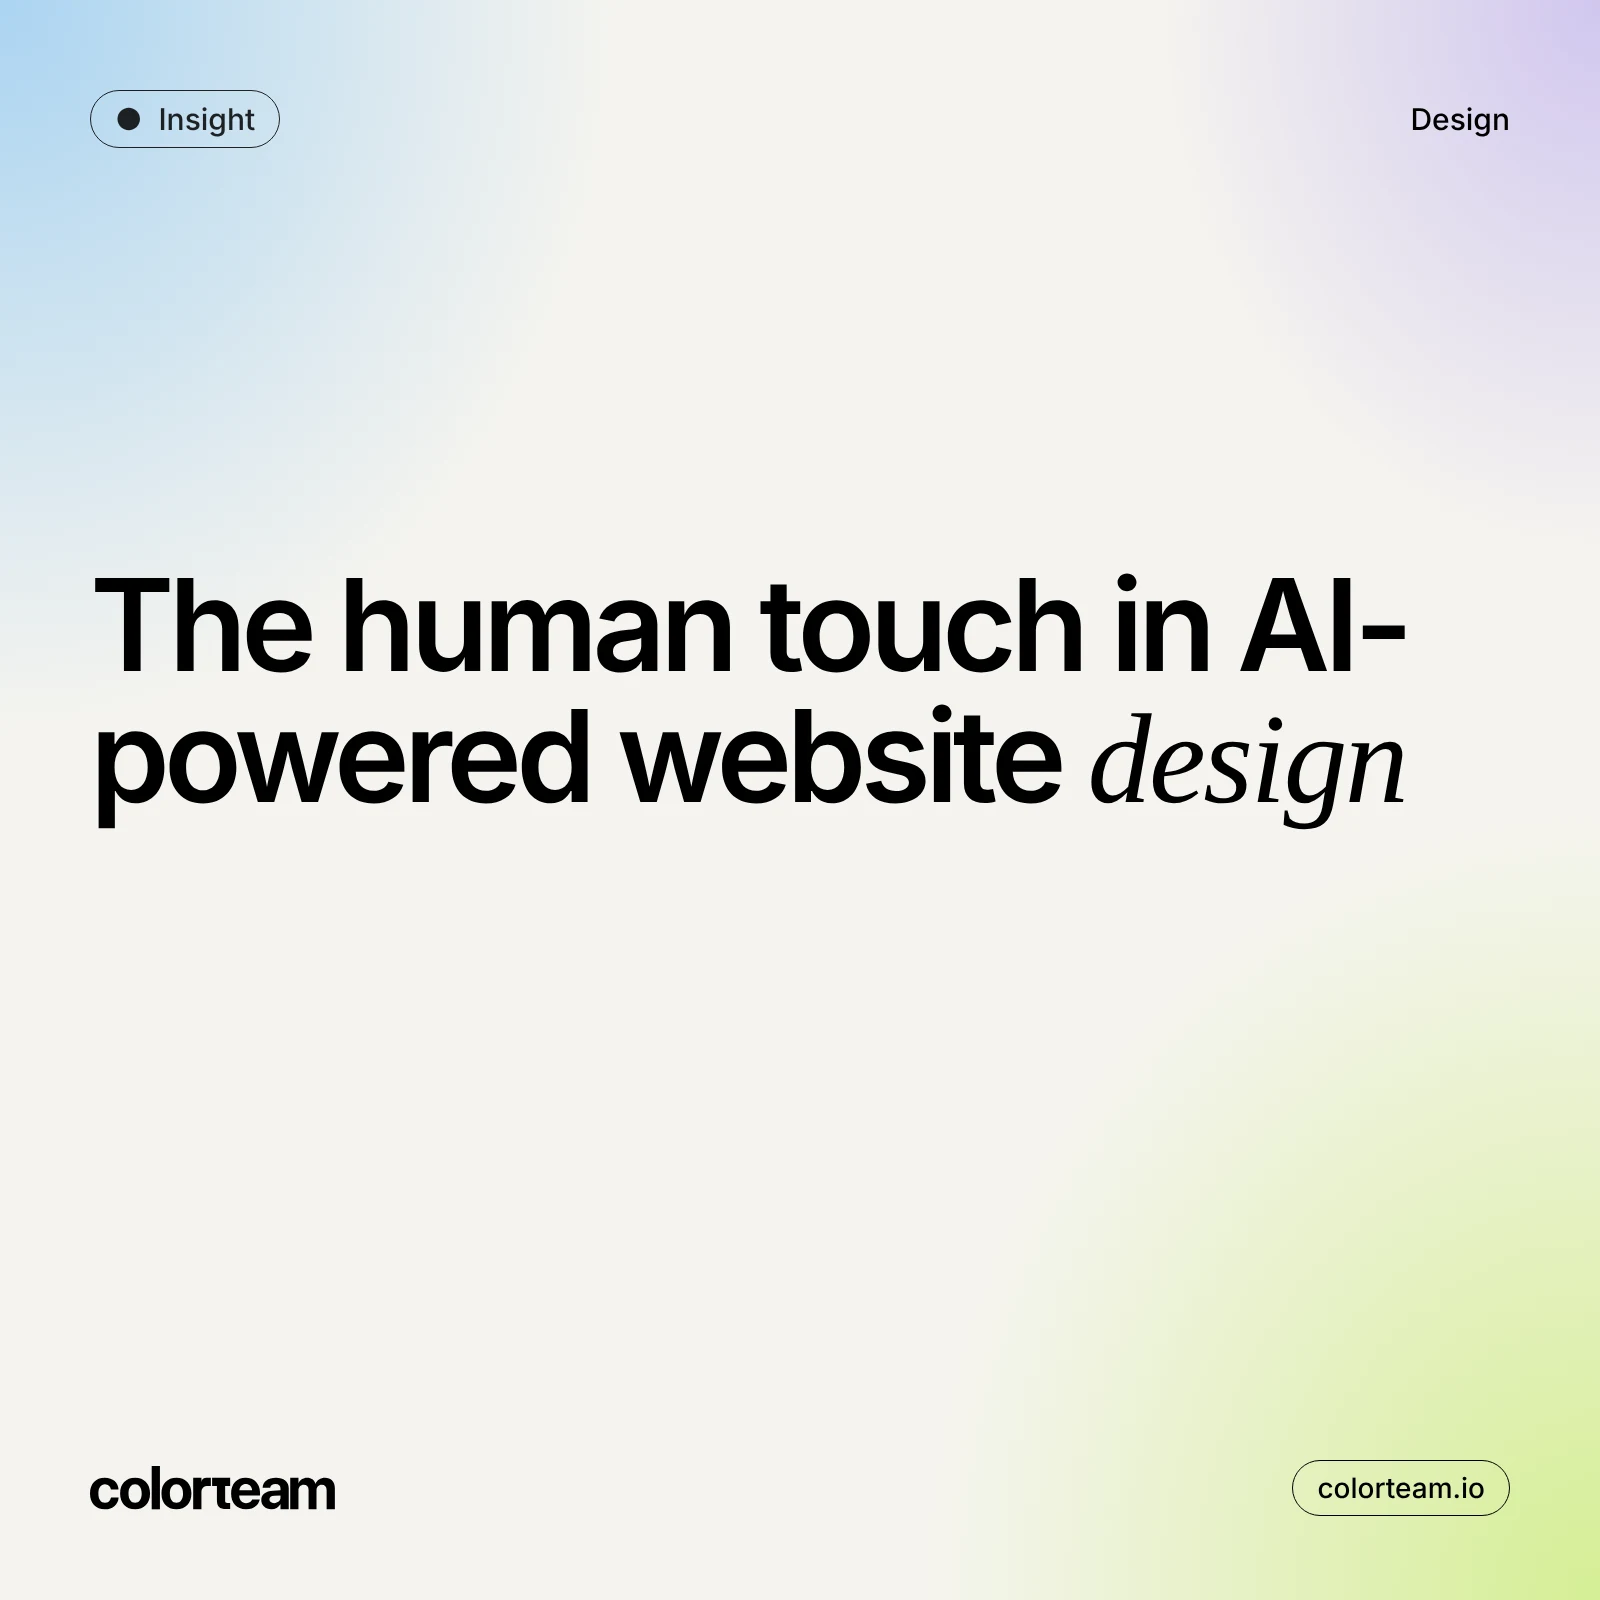 Insight
Design
The human touch in AI-
powered website design
colorteam
colorteam.io